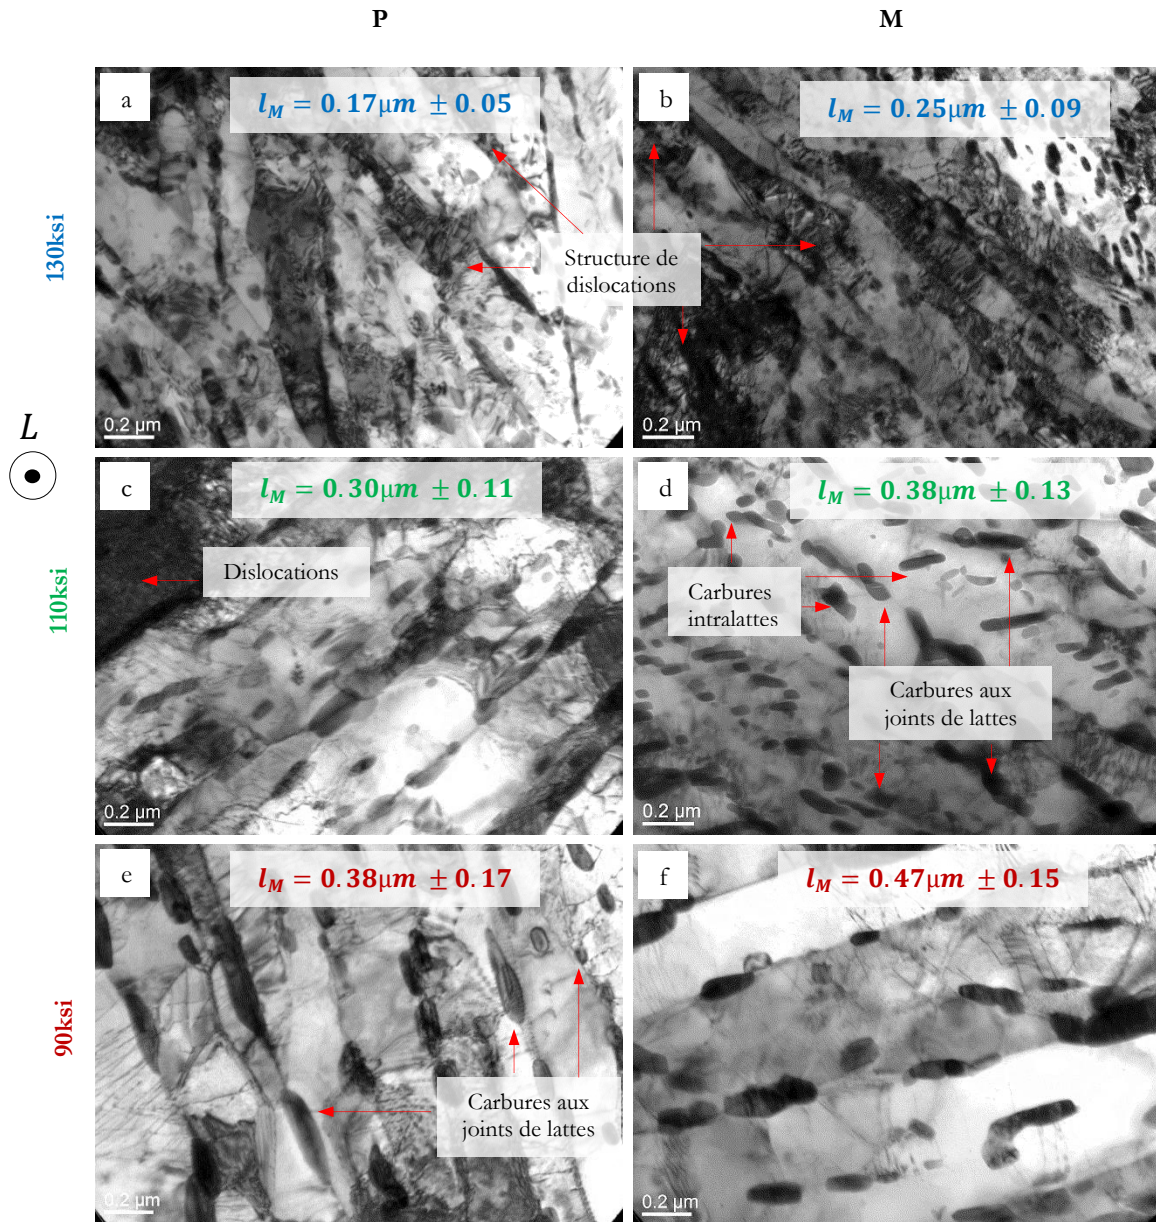 P
M
130ksi
a
l_M = 0.17μm ± 0.05
b
l_M = 0.25μm ± 0.09
Structure de
dislocations
0.2 μm
0.2 μm
L
110ksi
c
l_M = 0.30μm ± 0.11
d
l_M = 0.38μm ± 0.13
Dislocations
Carbures
intralattes
Carbures aux
joints de lattes
0.2 μm
0.2 μm
90ksi
e
l_M = 0.38μm ± 0.17
f
l_M = 0.47μm ± 0.15
Carbures aux
joints de lattes
0.2 μm
0.2 μm